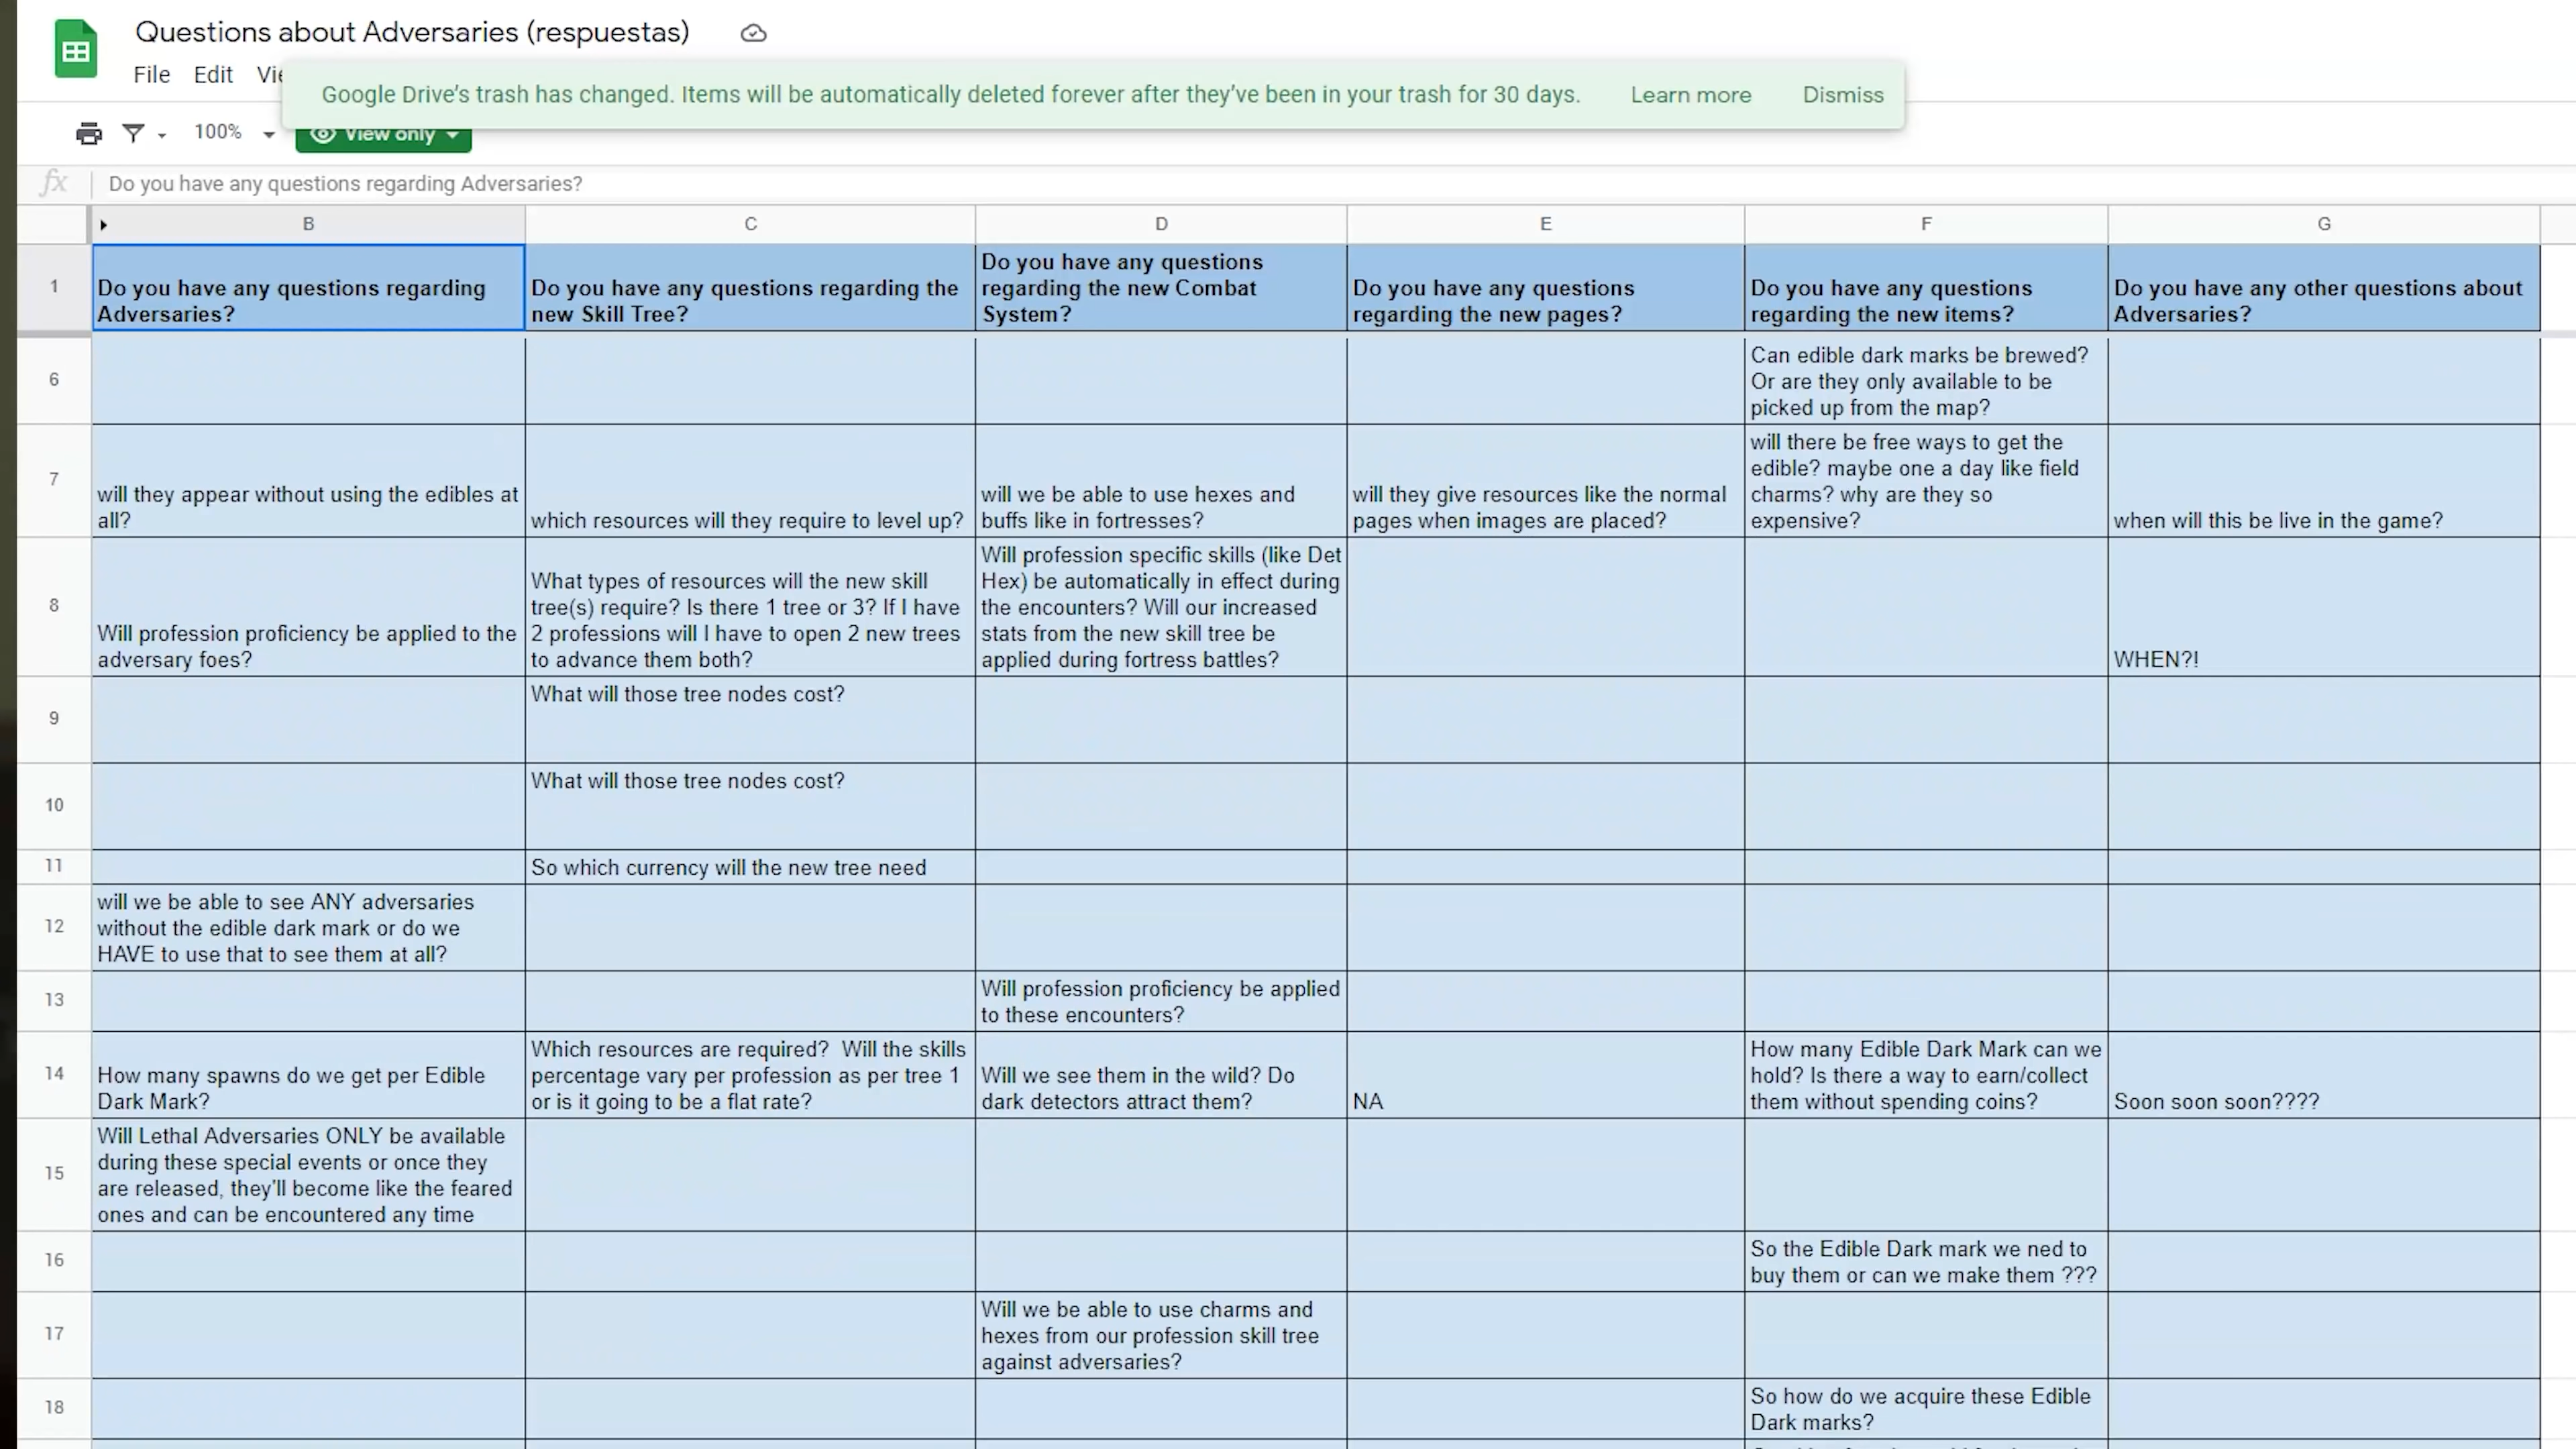 Questions about Adversaries (respuestas)
File Edit
Google Drive's trash has changed. Items will be automatically deleted forever after they've been in your trash for 30 days. Learn more Dismiss
100% View only
fx Do you have any questions regarding Adversaries?
B C D E F G
1
Do you have any questions regarding
Adversaries?
Do you have any questions regarding the
new Skill Tree?
Do you have any questions
regarding the new Combat
System?
Do you have any questions
regarding the new pages?
Do you have any questions
regarding the new items?
Do you have any other questions about
Adversaries?
6
Can edible dark marks be brewed?
Or are they only available to be
picked up from the map?
7
will they appear without using the edibles at
all?
which resources will they require to level up?
will we be able to use hexes and
buffs like in fortresses?
will they give resources like the normal
pages when images are placed?
will there be free ways to get the
edible? maybe one a day like field
charms? why are they so
expensive?
when will this be live in the game?
8
Will profession proficiency be applied to the
adversary foes?
What types of resources will the new skill
tree(s) require? Is there 1 tree or 3? If I have
2 professions will I have to open 2 new trees
to advance them both?
Will profession specific skills (like Det
Hex) be automatically in effect during
the encounters? Will our increased
stats from the new skill tree be
applied during fortress battles?
WHEN?!
9
What will those tree nodes cost?
10
What will those tree nodes cost?
11
So which currency will the new tree need
12
will we be able to see ANY adversaries
without the edible dark mark or do we
HAVE to use that to see them at all?
13
Will profession proficiency be applied
to these encounters?
14
How many spawns do we get per Edible
Dark Mark?
Which resources are required?  Will the skills
percentage vary per profession as per tree 1
or is it going to be a flat rate?
Will we see them in the wild? Do
dark detectors attract them?
NA
How many Edible Dark Mark can we
hold? Is there a way to earn/collect
them without spending coins?
Soon soon soon????
15
Will Lethal Adversaries ONLY be available
during these special events or once they
are released, they'll become like the feared
ones and can be encountered any time
16
So the Edible Dark mark we ned to
buy them or can we make them ???
17
Will we be able to use charms and
hexes from our profession skill tree
against adversaries?
18
So how do we acquire these Edible
Dark marks?